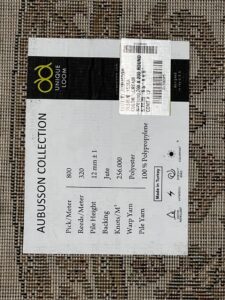 UNIQUE
LOOM
AUBUSSON COLLECTION
Pick/Meter 800
Reeds/Meter 320
Pile Height 12 mm ± 1
Backing Jute
Knots/M² 256.000
Warp Yarn Polyester
Pile Yarn 100 % Polypropylene
Made in Turkey